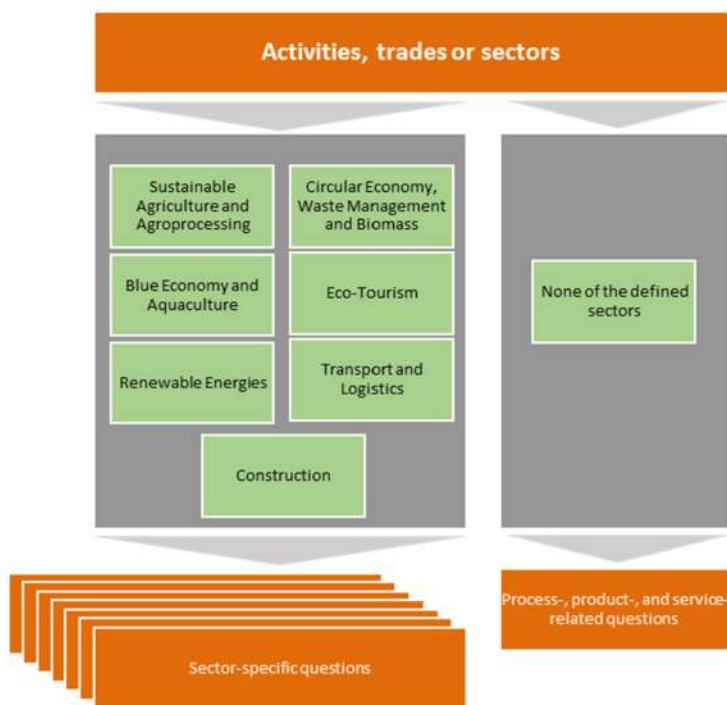 Activities, trades or sectors
Sustainable
Agriculture and
Agroprocessing
Circular Economy,
Waste Management
and Biomass
Blue Economy and
Aquaculture
Eco-Tourism
None of the defined
sectors
Renewable Energies
Transport and
Logistics
Construction
Process-, product-, and service-
related questions
Sector-specific questions